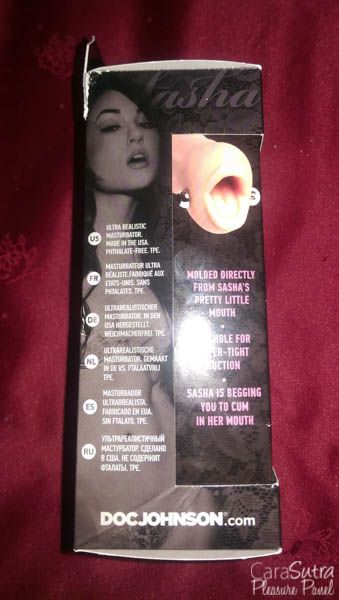 Sasha
US
ULTRA REALISTIC
MASTURBATOR.
MADE IN THE USA.
PHTHALATE-FREE. TPE.
FR
MASTURBATEUR ULTRA
RÉALISTE.FABRIQUÉ AUX
ETATS-UNIS. SANS
PHTALATES. TPE.
DE
ULTRAREALISTISCHER
MASTURBATOR, IN DEN
USA HERGESTELLT.
WEICHMACHERFREI. TPE.
NL
ULTRAREALISTISCHE
MASTURBATOR, GEMAAKT
IN DE VS. FTALAATVRIJ
TPE.
ES
MASTURBADOR
ULTRARREALISTA,
FABRICADO EN EUA.
SIN FTALATO. TPE.
RU
УЛЬТРАРЕАЛИСТИЧНЫЙ
МАСТУРБАТОР. СДЕЛАНО
В США. НЕ СОДЕРЖИТ
ФТАЛАТЫ. TPE.
MOLDED DIRECTLY
FROM SASHA'S
PRETTY LITTLE
MOUTH
•
HOLE FOR
SUCTION
•
SASHA IS BEGGING
YOU TO CUM
IN HER MOUTH
DOCJOHNSON®.com
CaraSutra
Pleasure Panel